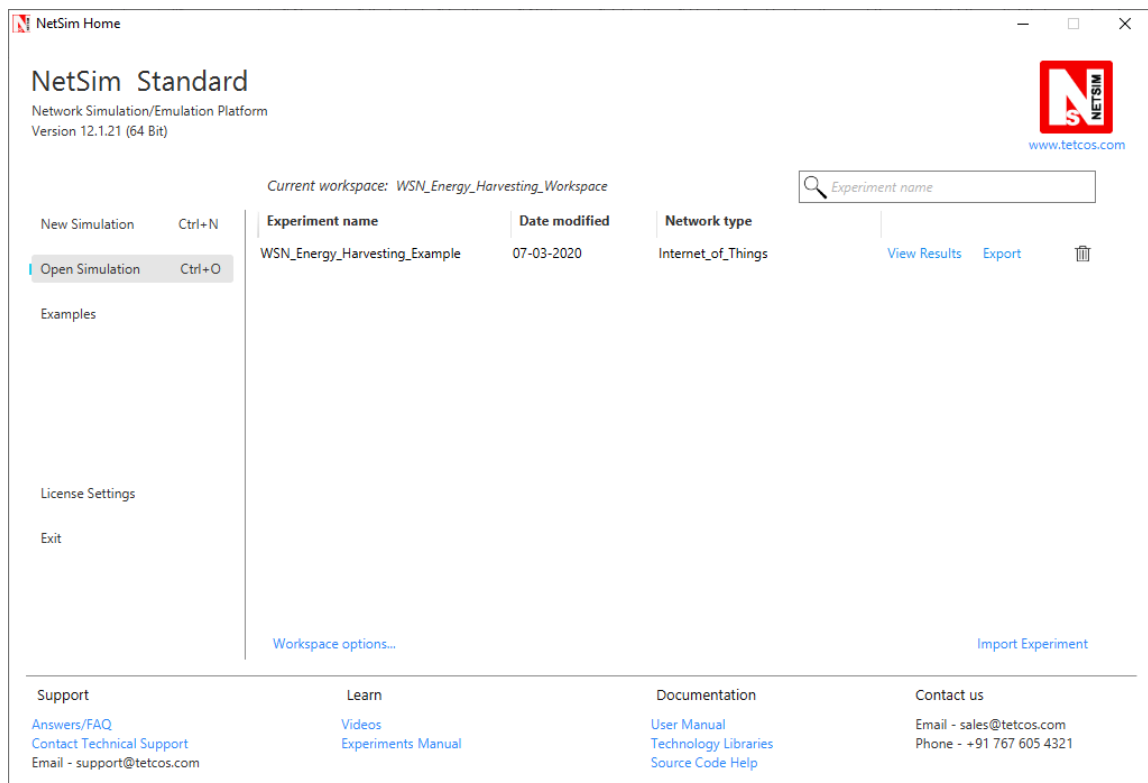 NetSim Home
NetSim Standard
Network Simulation/Emulation Platform
Version 12.1.21 (64 Bit)
NETSIM
NS
www.tetcos.com
Current workspace: WSN_Energy_Harvesting_Workspace
Experiment name
New Simulation Ctrl+N
Open Simulation Ctrl+O
Examples
License Settings
Exit
Experiment name Date modified Network type
WSN_Energy_Harvesting_Example 07-03-2020 Internet_of_Things View Results Export
Workspace options... Import Experiment
Support
Answers/FAQ
Contact Technical Support
Email - support@tetcos.com
Learn
Videos
Experiments Manual
Documentation
User Manual
Technology Libraries
Source Code Help
Contact us
Email - sales@tetcos.com
Phone - +91 767 605 4321